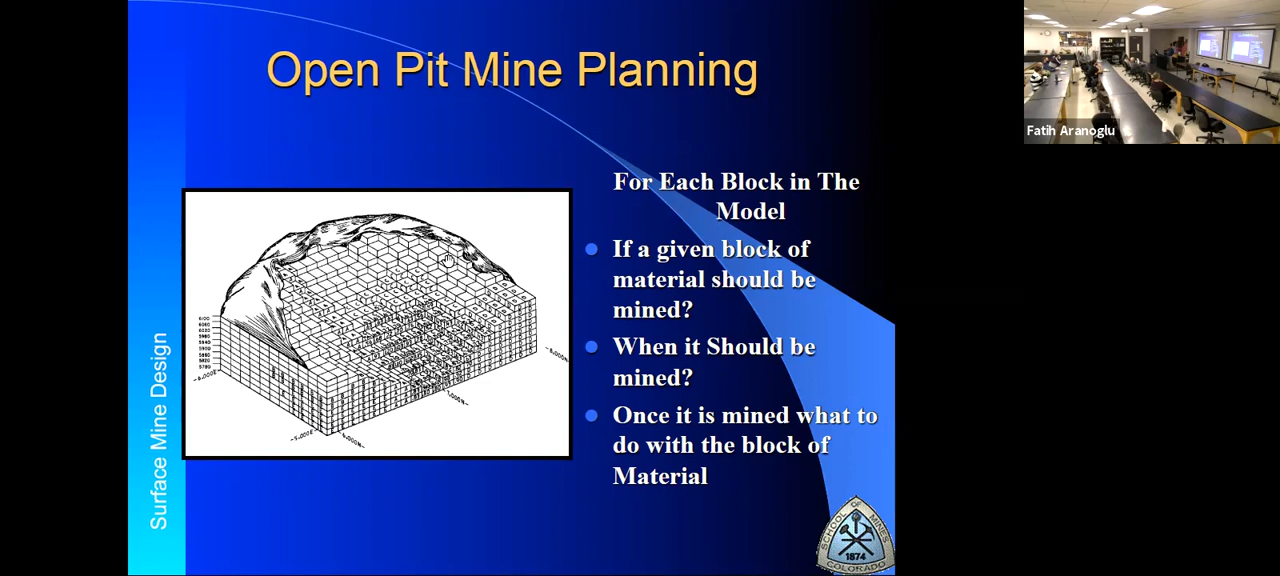 Open Pit Mine Planning
Fatih Aranoglu
For Each Block in The
Model
If a given block of
material should be
mined?
When it Should be
mined?
Once it is mined what to
do with the block of
Material
Surface Mine Design
6100
5780
SCHOOL OF MINES
1874
COLORADO